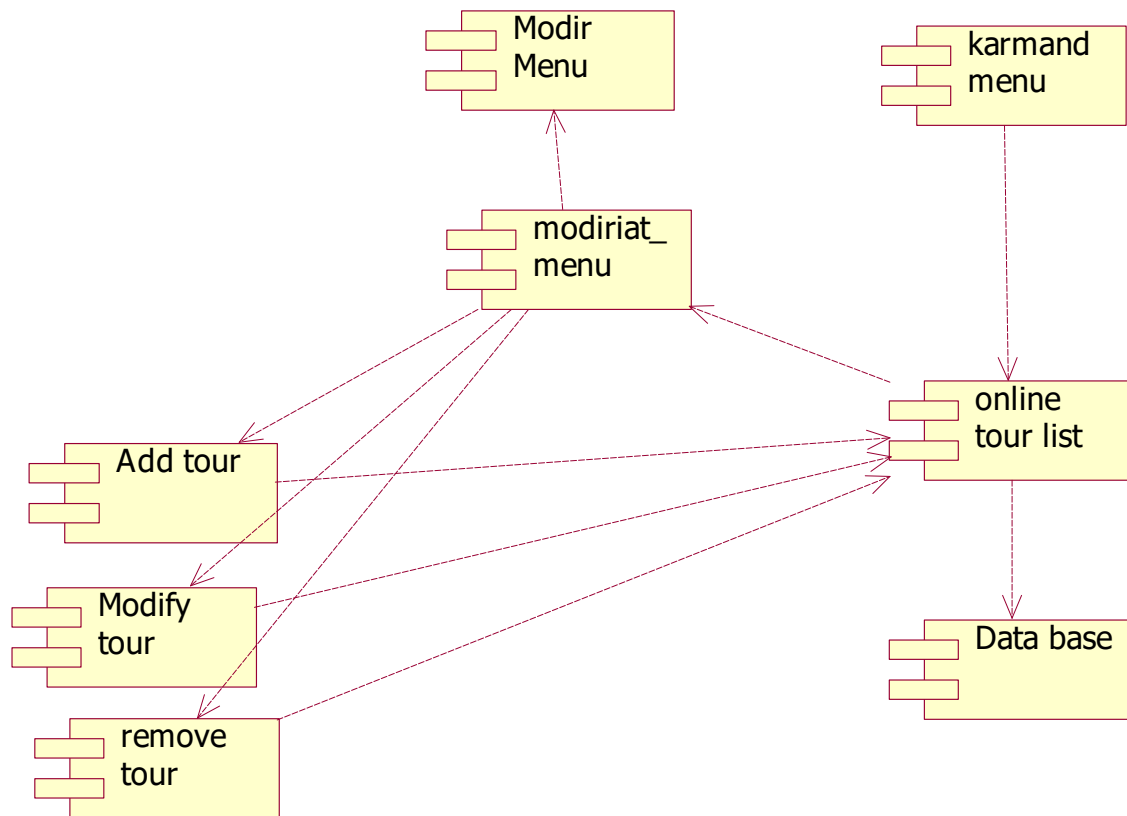 Modir
Menu
karmand
menu
modiriat_
menu
online
tour list
Add tour
Modify
tour
Data base
remove
tour